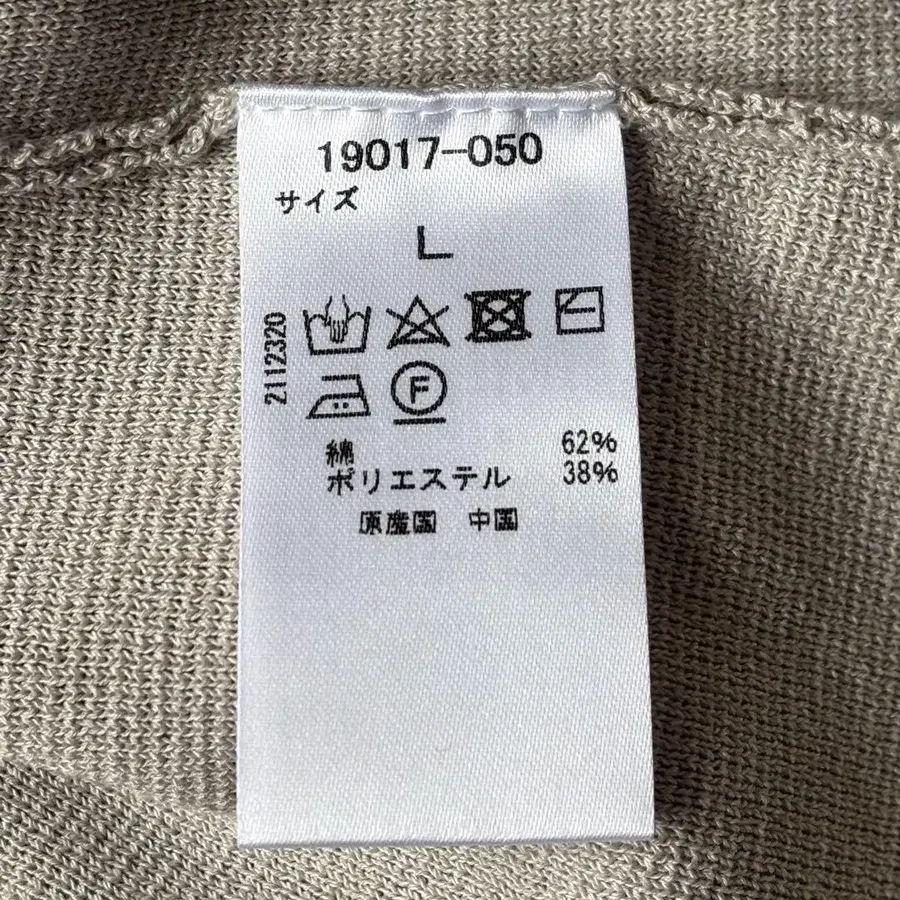 19017-050
サイズ
L
2112320
F
綿 62%
ポリエステル 38%
原産国 中国